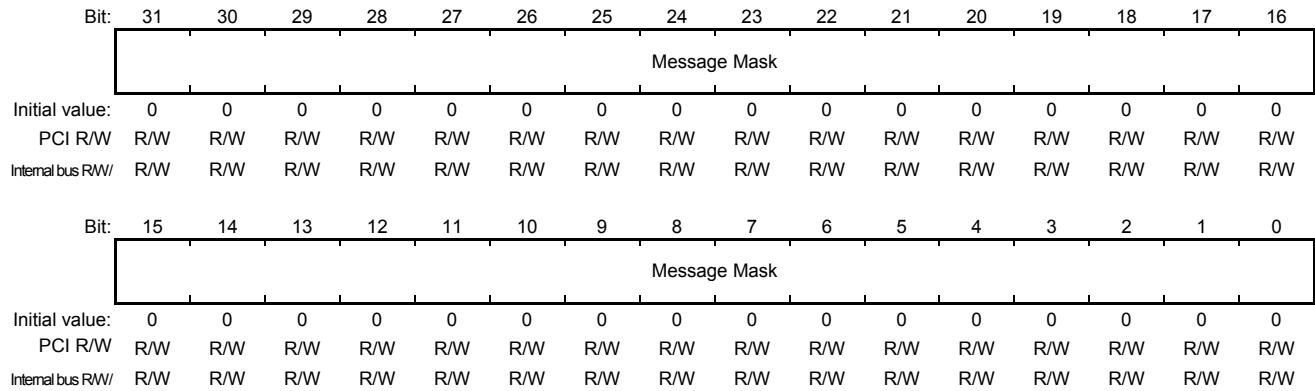 Bit: 31 30 29 28 27 26 25 24 23 22 21 20 19 18 17 16
Message Mask
Initial value: 0 0 0 0 0 0 0 0 0 0 0 0 0 0 0 0
PCI R/W R/W R/W R/W R/W R/W R/W R/W R/W R/W R/W R/W R/W R/W R/W R/W R/W
Internal bus R/W/ R/W R/W R/W R/W R/W R/W R/W R/W R/W R/W R/W R/W R/W R/W R/W R/W
Bit: 15 14 13 12 11 10 9 8 7 6 5 4 3 2 1 0
Message Mask
Initial value: 0 0 0 0 0 0 0 0 0 0 0 0 0 0 0 0
PCI R/W R/W R/W R/W R/W R/W R/W R/W R/W R/W R/W R/W R/W R/W R/W R/W R/W
Internal bus R/W/ R/W R/W R/W R/W R/W R/W R/W R/W R/W R/W R/W R/W R/W R/W R/W R/W